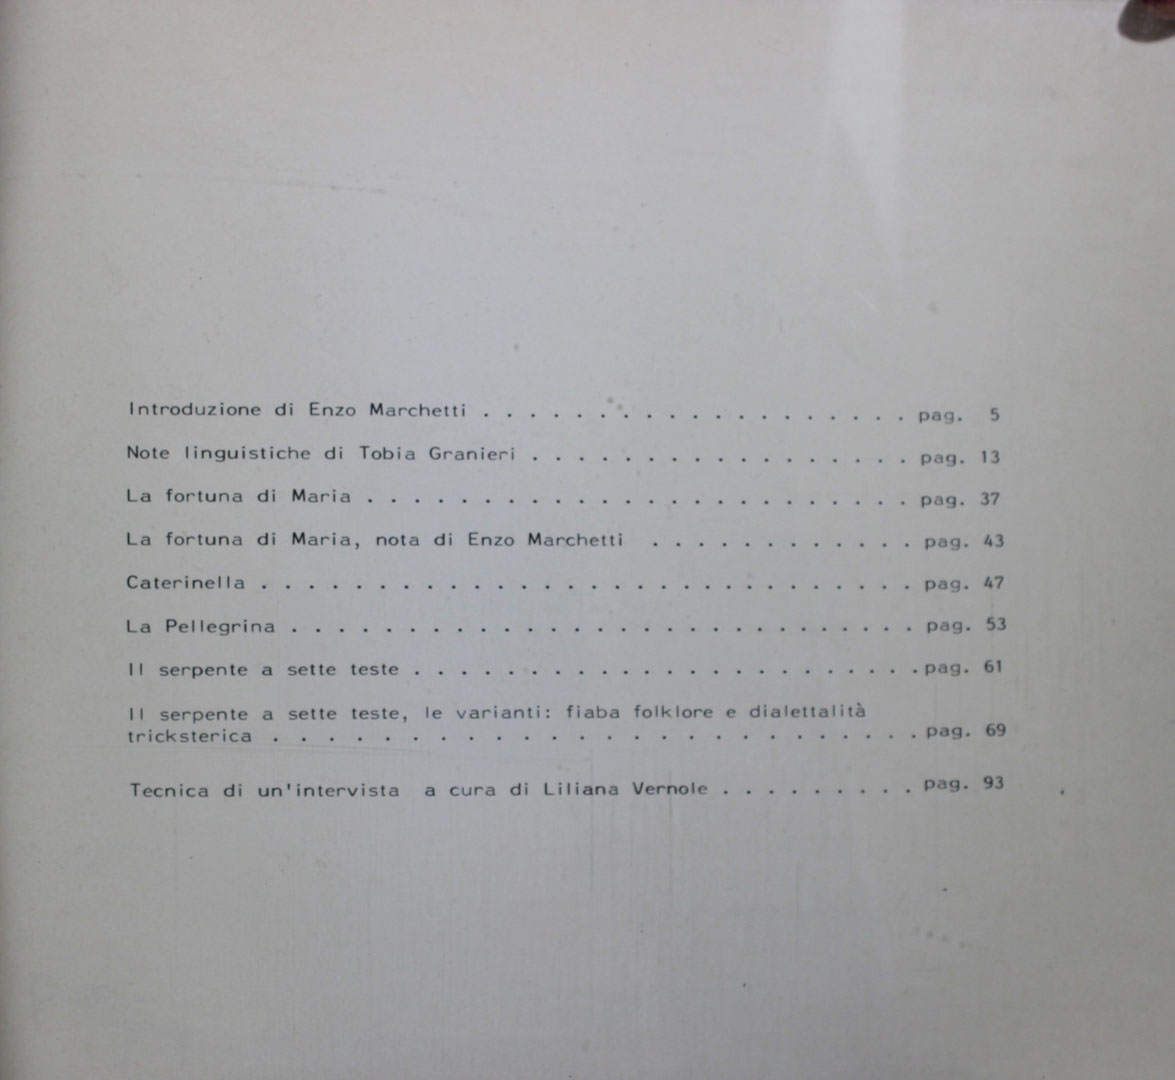 Introduzione di Enzo Marchetti . . . . . . . . . . . . . . . . . . . pag. 5
Note linguistiche di Tobia Granieri . . . . . . . . . . . . . . . . . pag. 13
La fortuna di Maria . . . . . . . . . . . . . . . . . . . . . . . . pag. 37
La fortuna di Maria, nota di Enzo Marchetti . . . . . . . . . . . . pag. 43
Caterinella . . . . . . . . . . . . . . . . . . . . . . . . . . . . pag. 47
La Pellegrina . . . . . . . . . . . . . . . . . . . . . . . . . . . pag. 53
Il serpente a sette teste . . . . . . . . . . . . . . . . . . . . . . pag. 61
Il serpente a sette teste, le varianti: fiaba folklore e dialettalità
tricksterica . . . . . . . . . . . . . . . . . . . . . . . . . . . . pag. 69
Tecnica di un'intervista a cura di Liliana Vernole . . . . . . . . . pag. 93